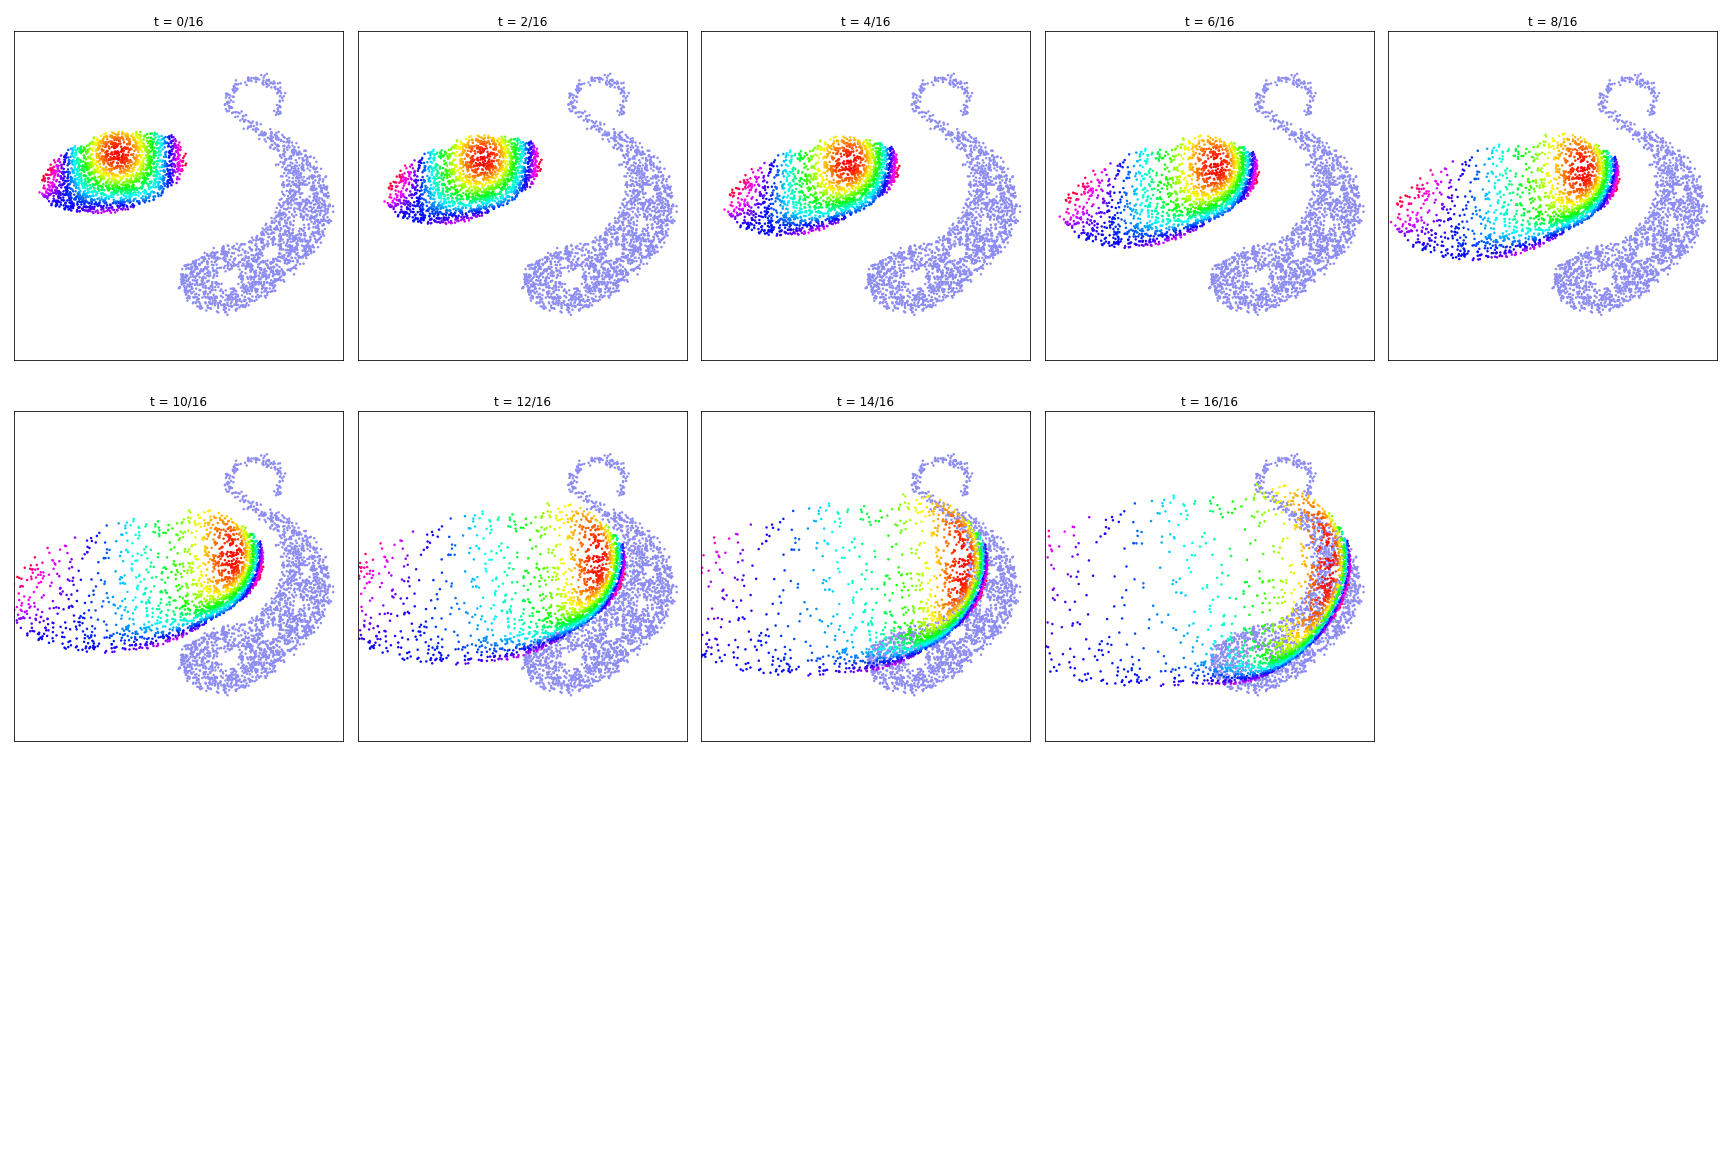 t = 0/16
t = 2/16
t = 4/16
t = 6/16
t = 8/16
t = 10/16
t = 12/16
t = 14/16
t = 16/16